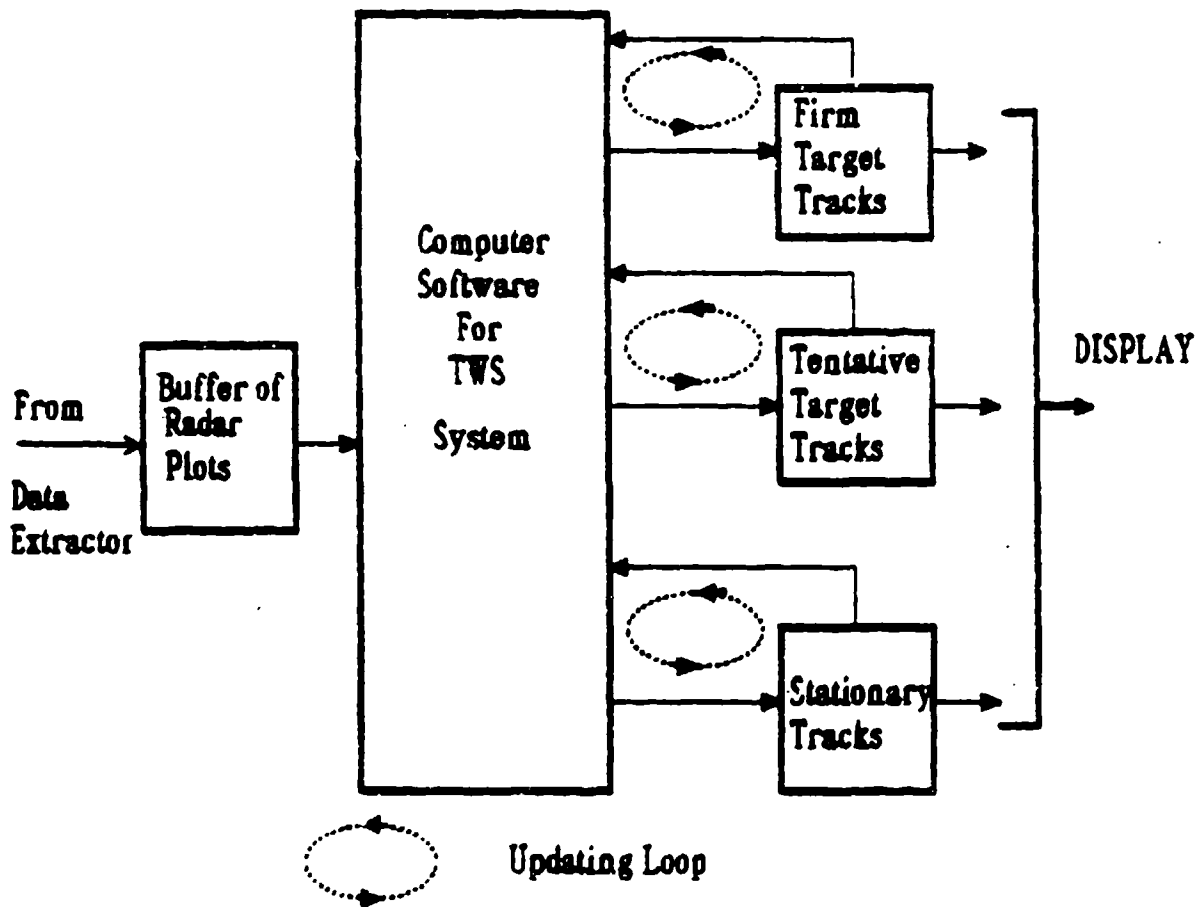 From
Data
Extractor
Buffer of
Radar
Plots
Computer
Software
For
TWS
System
Firm
Target
Tracks
Tentative
Target
Tracks
Stationary
Tracks
DISPLAY
Updating Loop